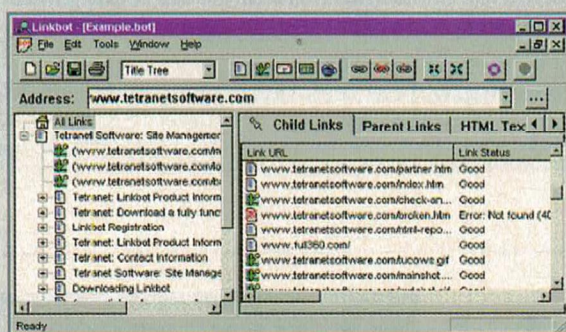 Linkbot - [Example.bot]
File Edit Tools Window Help
Title Tree
Address: www.tetranetsoftware.com
All Links
Tetranet Software: Site Managemer
(www.tetranetsoftware.com/
(www.tetranetsoftware.com/lo
(www.tetranetsoftware.com/b
Tetranet: Linkbot Product Inform
Tetranet: Download a fully func
Linkbot Registration
Tetranet: Linkbot Product Inform
Tetranet: Contact Information
Tetranet Software: Site Manage
Downloading Linkbot
Child Links Parent Links HTML Tex
Link URL Link Status
www.tetranetsoftware.com/partner.htm Good
www.tetranetsoftware.com/index.htm Good
www.tetranetsoftware.com/check-an... Good
www.tetranetsoftware.com/broken.htm Error: Not found (40
www.tetranetsoftware.com/html-repo... Good
www.full360.com/ Good
www.tetranetsoftware.com/tucows.gif Good
www.tetranetsoftware.com/mainshot.... Good
Ready